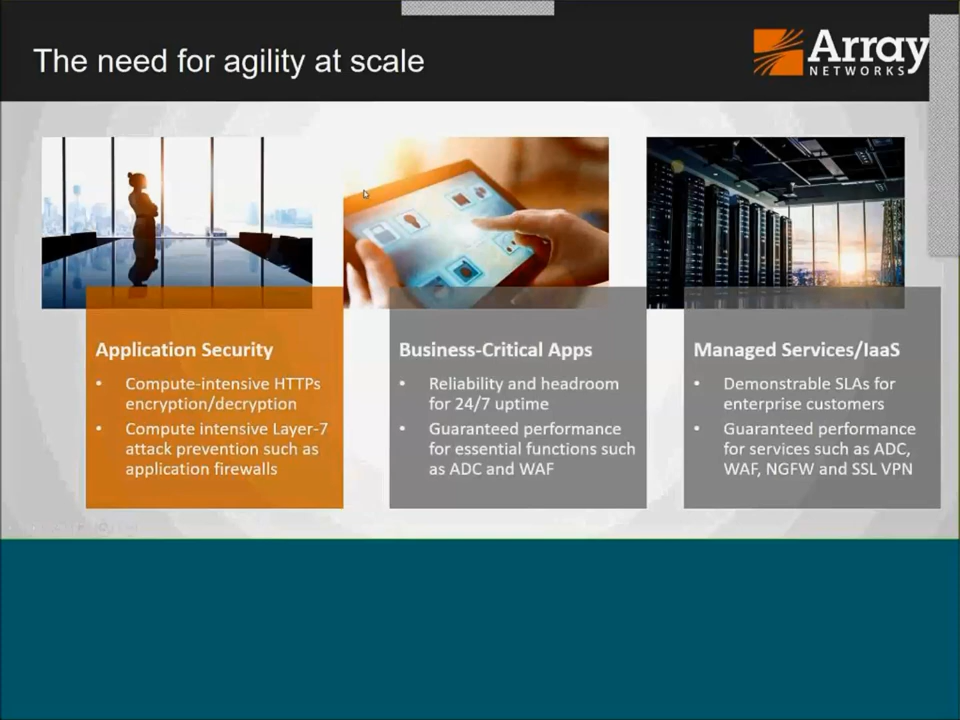 The need for agility at scale
Array
NETWORKS
Application Security
• Compute-intensive HTTPs
encryption/decryption
• Compute intensive Layer-7
attack prevention such as
application firewalls
Business-Critical Apps
• Reliability and headroom
for 24/7 uptime
• Guaranteed performance
for essential functions such
as ADC and WAF
Managed Services/IaaS
• Demonstrable SLAs for
enterprise customers
• Guaranteed performance
for services such as ADC,
WAF, NGFW and SSL VPN